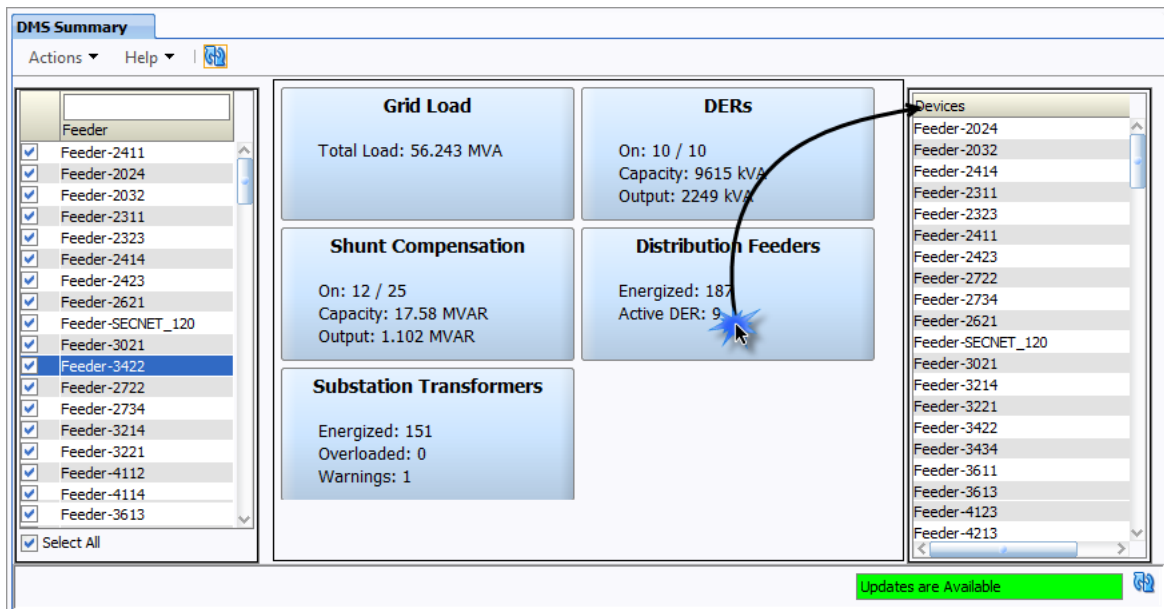 DMS Summary
Actions Help
Feeder
Feeder-2411
Feeder-2024
Feeder-2032
Feeder-2311
Feeder-2323
Feeder-2414
Feeder-2423
Feeder-2621
Feeder-SECNET_120
Feeder-3021
Feeder-3422
Feeder-2722
Feeder-2734
Feeder-3214
Feeder-3221
Feeder-4112
Feeder-4114
Feeder-3613
Select All
Grid Load
Total Load: 56.243 MVA
DERs
On: 10 / 10
Capacity: 9615 kVA
Output: 2249 kVA
Shunt Compensation
On: 12 / 25
Capacity: 17.58 MVAR
Output: 1.102 MVAR
Distribution Feeders
Energized: 187
Active DER: 9
Substation Transformers
Energized: 151
Overloaded: 0
Warnings: 1
Devices
Feeder-2024
Feeder-2032
Feeder-2414
Feeder-2311
Feeder-2323
Feeder-2411
Feeder-2423
Feeder-2722
Feeder-2734
Feeder-2621
Feeder-SECNET_120
Feeder-3021
Feeder-3214
Feeder-3221
Feeder-3422
Feeder-3434
Feeder-3611
Feeder-3613
Feeder-4123
Feeder-4213
Updates are Available